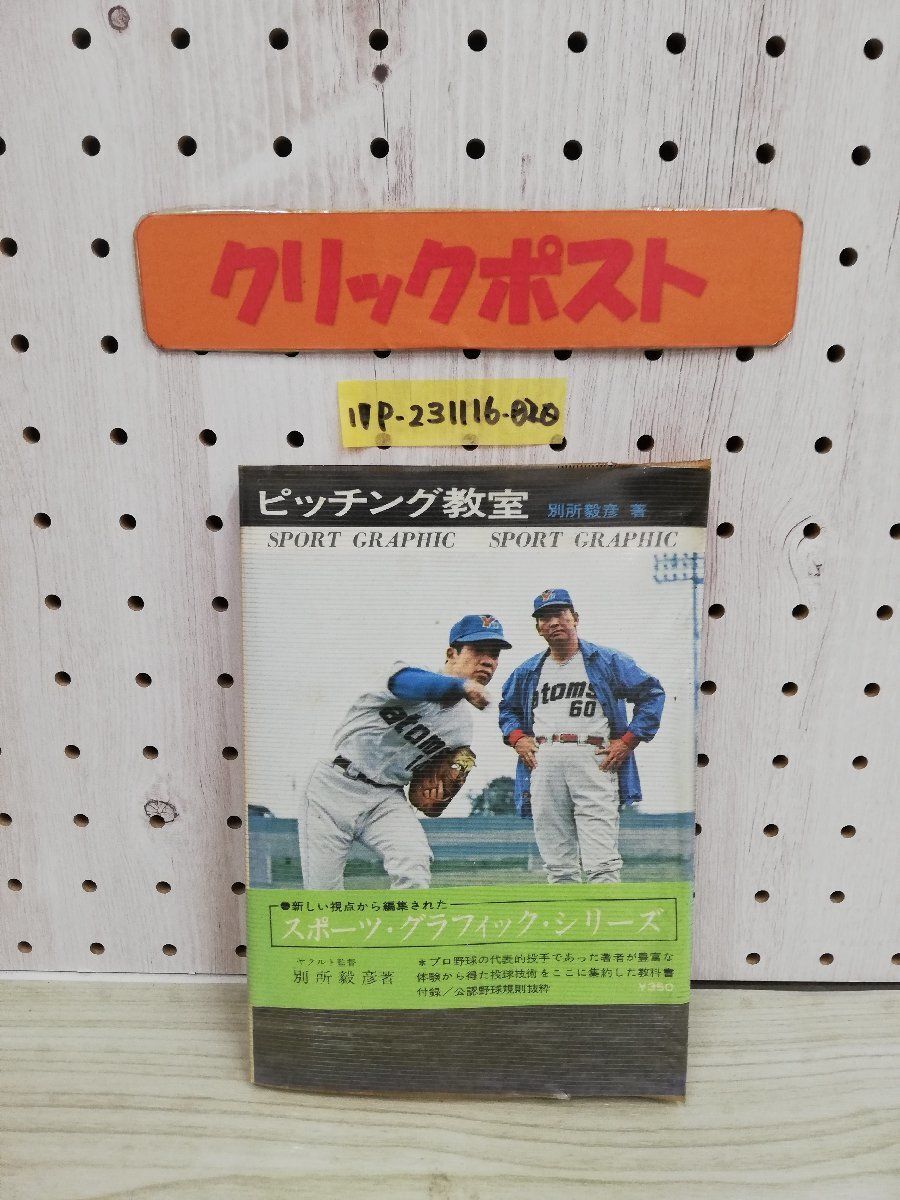 クリックポスト
ピッチング教室 別所毅彦 著
SPORT GRAPHIC SPORT GRAPHIC
Y
atoms
atoms
60
●新しい視点から編集された
スポーツ・グラフィック・シリーズ
ヤクルト監督
別所毅彦著
*プロ野球の代表的投手であった著者が豊富な
体験から得た投球技術をここに集約した教科書
付録/公認野球規則抜粋
¥350